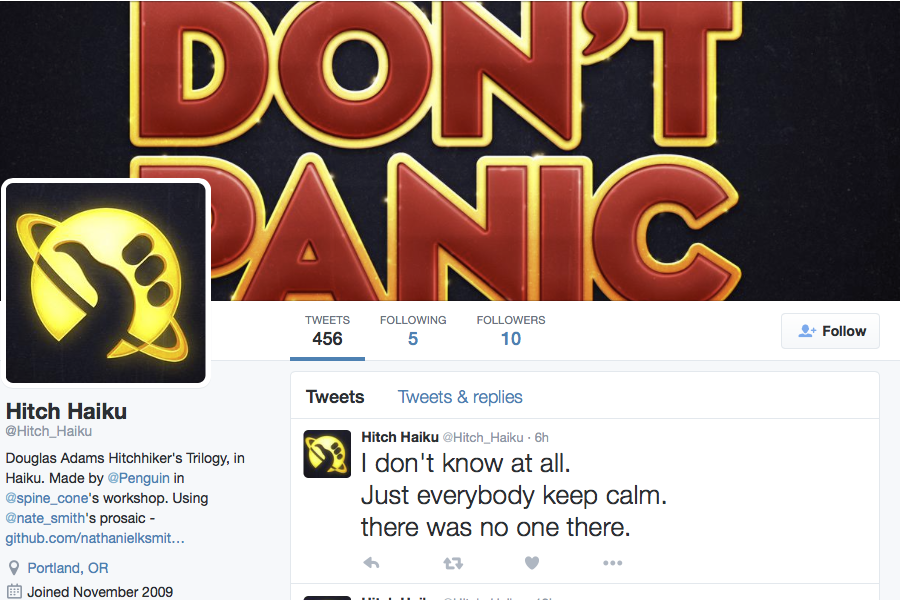 DON'T
PANIC
TWEETS
456
FOLLOWING
5
FOLLOWERS
10
Follow
Hitch Haiku
@Hitch_Haiku
Douglas Adams Hitchhiker's Trilogy, in
Haiku. Made by @Penguin in
@spine_cone's workshop. Using
@nate_smith's prosaic -
github.com/nathanielksmit…
Portland, OR
Joined November 2009
Tweets
Tweets & replies
Hitch Haiku @Hitch_Haiku · 6h
I don't know at all.
Just everybody keep calm.
there was no one there.